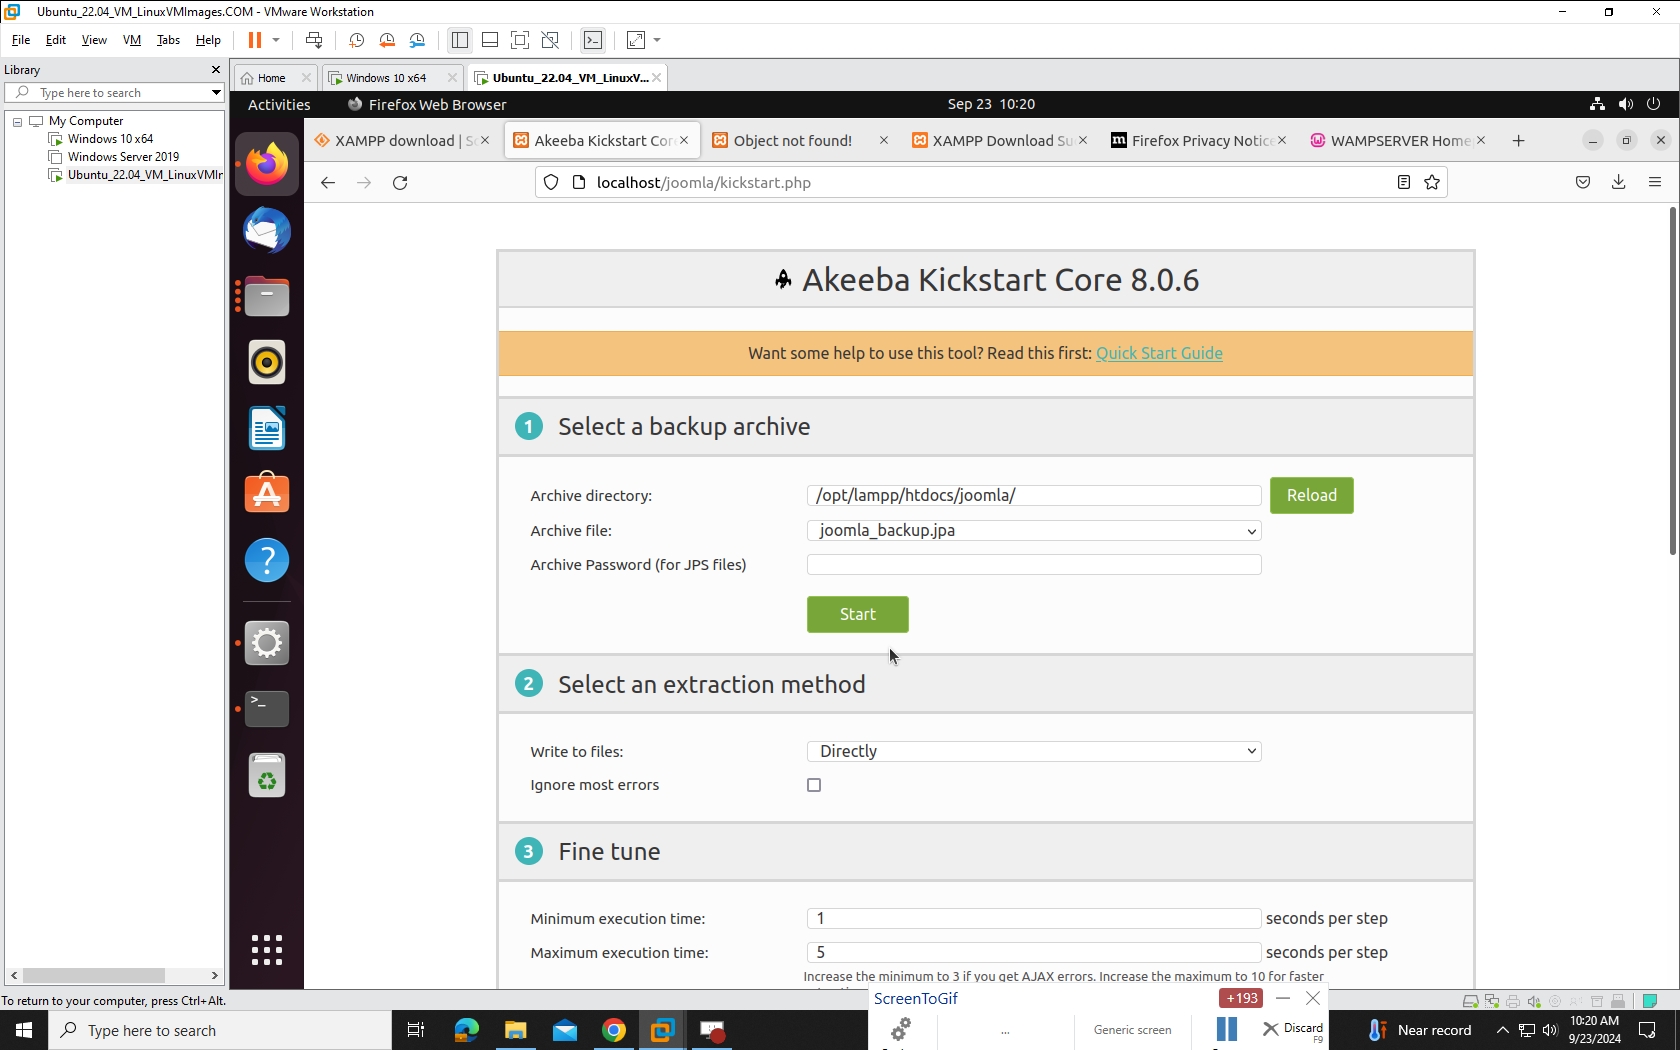 Ubuntu_22.04_VM_LinuxVMImages.COM - VMware Workstation
File Edit View VM Tabs Help
Library
Type here to search
My Computer
Windows 10 x64
Windows Server 2019
Ubuntu_22.04_VM_LinuxVMIr
Home
Windows 10 x64
Ubuntu_22.04_VM_LinuxV...
Activities
Firefox Web Browser
Sep 23 10:20
XAMPP download | S
Akeeba Kickstart Cor
Object not found!
XAMPP Download Su
Firefox Privacy Notice
WAMPSERVER Home
localhost/joomla/kickstart.php
Akeeba Kickstart Core 8.0.6
Want some help to use this tool? Read this first: Quick Start Guide
1 Select a backup archive
Archive directory: /opt/lampp/htdocs/joomla/ Reload
Archive file: joomla_backup.jpa
Archive Password (for JPS files)
Start
2 Select an extraction method
Write to files: Directly
Ignore most errors
3 Fine tune
Minimum execution time: 1 seconds per step
Maximum execution time: 5 seconds per step
Increase the minimum to 3 if you get AJAX errors. Increase the maximum to 10 for faster
To return to your computer, press Ctrl+Alt.
ScreenToGif
+193
...
Generic screen
Discard
F9
Type here to search
Near record
10:20 AM
9/23/2024